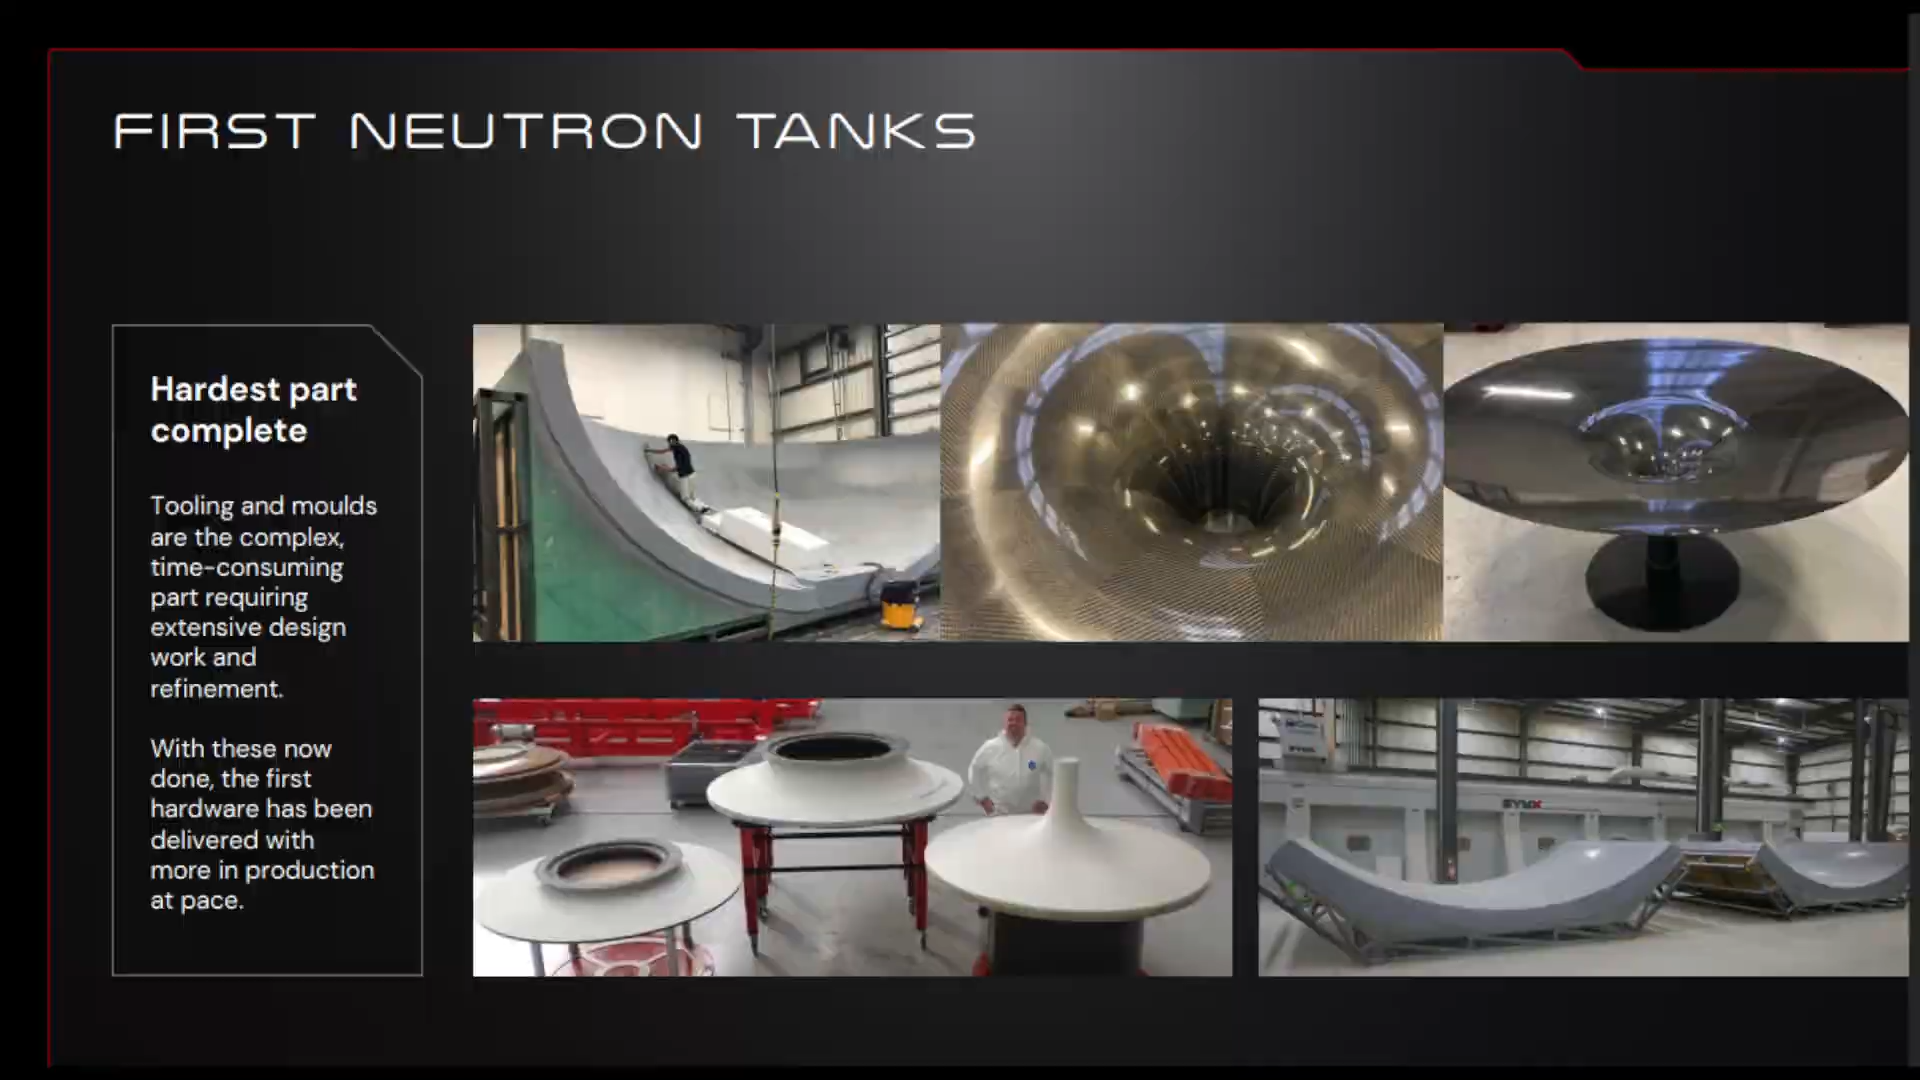 FIRST NEUTRON TANKS
Hardest part
complete
Tooling and moulds
are the complex,
time-consuming
part requiring
extensive design
work and
refinement.
With these now
done, the first
hardware has been
delivered with
more in production
at pace.